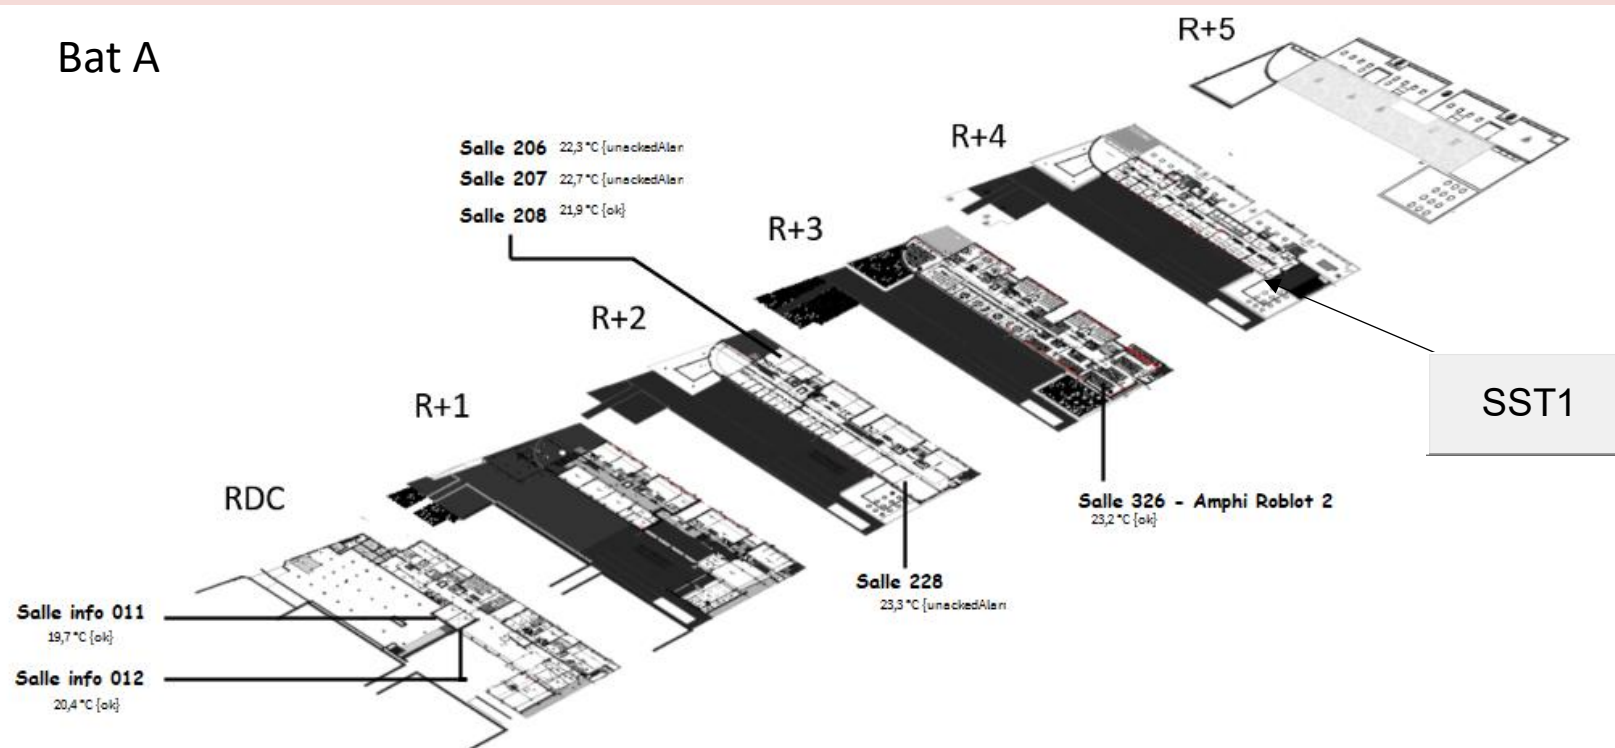 Bat A
R+5
R+4
Salle 206 22,3 °C {unackedAlar
Salle 207 22,7 °C {unackedAlar
Salle 208 21,9 °C {ok}
R+3
R+2
R+1
SST1
RDC
Salle 326 - Amphi Roblot 2
23,2 °C {ok}
Salle 228
23,3 °C {unackedAlar
Salle info 011
19,7 °C {ok}
Salle info 012
20,4 °C {ok}